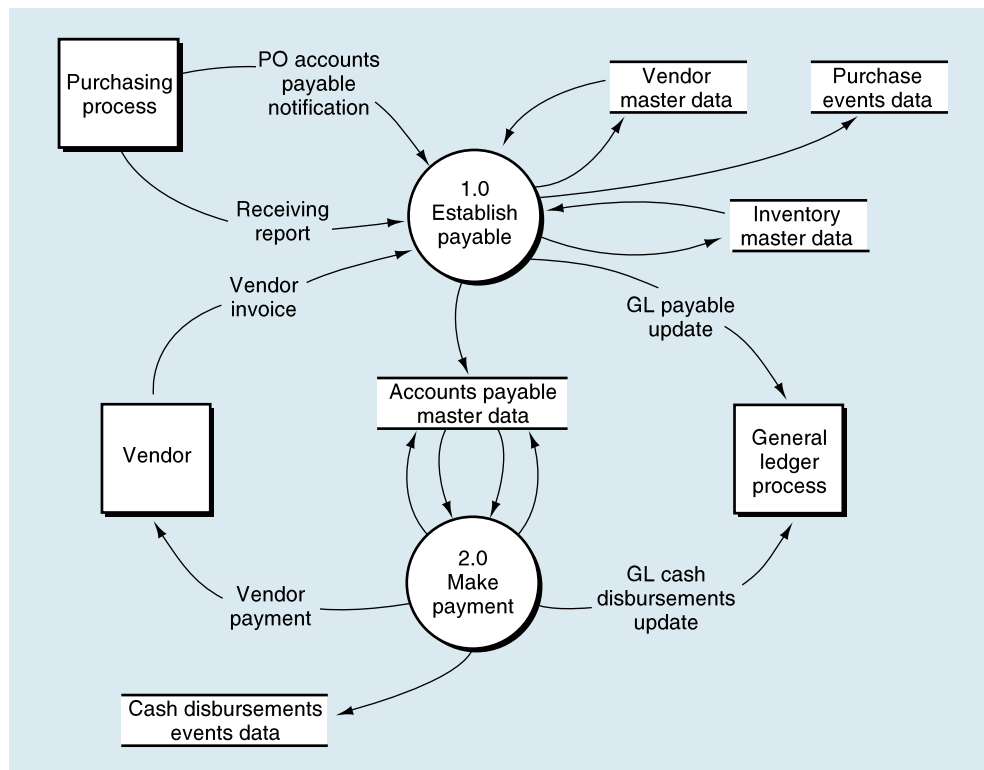 Purchasing
process
PO accounts
payable
notification
Vendor
master data
Purchase
events data
1.0
Establish
payable
Receiving
report
Inventory
master data
Vendor
invoice
GL payable
update
Accounts payable
master data
Vendor
General
ledger
process
2.0
Make
payment
Vendor
payment
GL cash
disbursements
update
Cash disbursements
events data